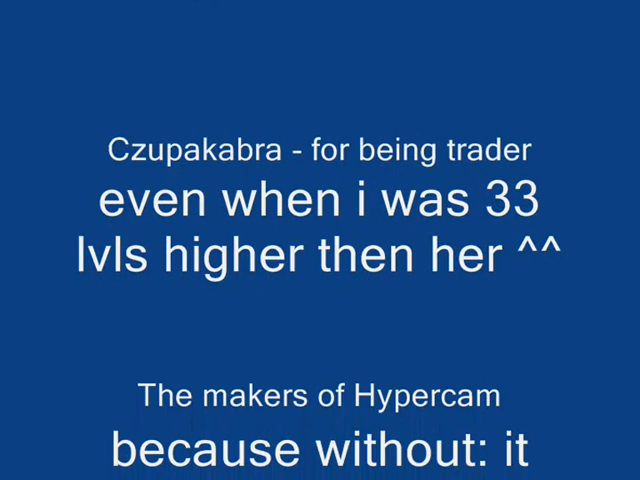 Czupakabra - for being trader
even when i was 33
lvls higher then her ^^
The makers of Hypercam
because without: it